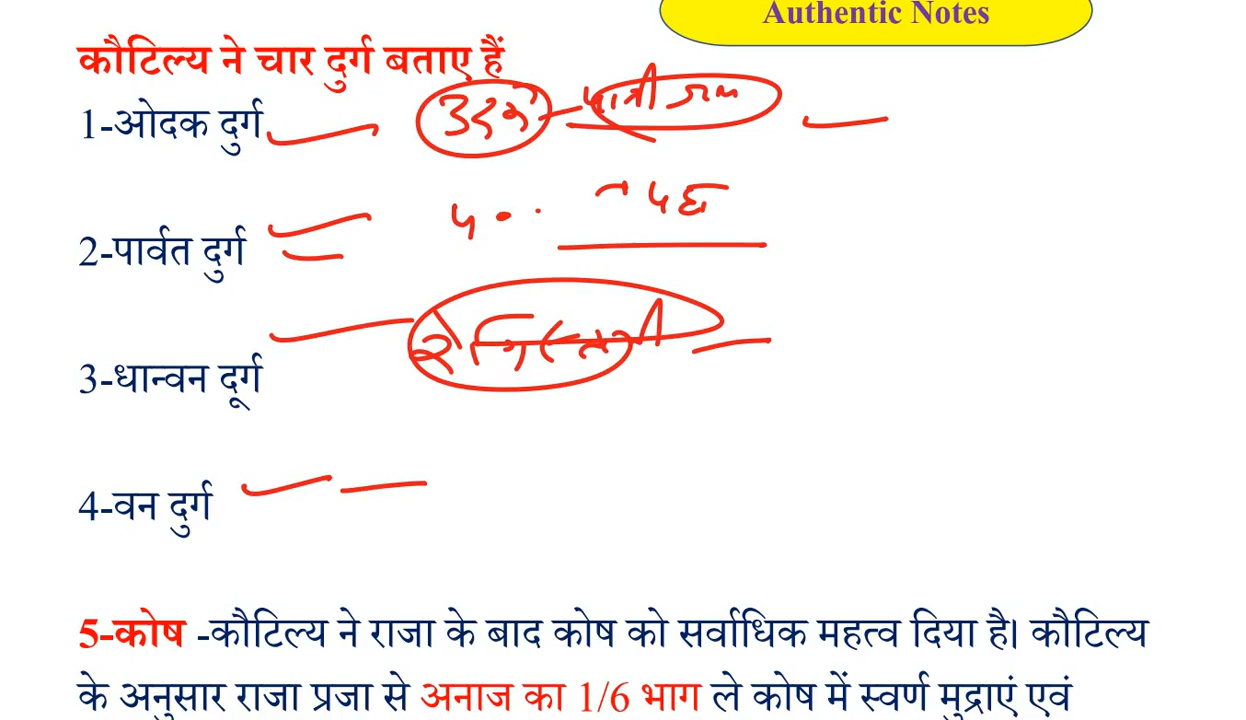 Authentic Notes
कौटिल्य ने चार दुर्ग बताए हैं
1-ओदक दुर्ग
2-पार्वत दुर्ग
3-धान्वन दूर्ग
4-वन दुर्ग
5-कोष -कौटिल्य ने राजा के बाद कोष को सर्वाधिक महत्व दिया है। कौटिल्य
के अनुसार राजा प्रजा से अनाज का 1/6 भाग ले कोष में स्वर्ण मुद्राएं एवं